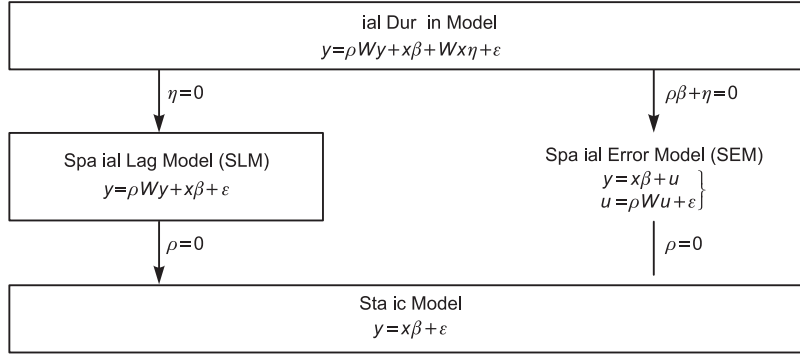 ial Dur in Model
y=ρWy+xβ+Wxη+ε
η=0
ρβ+η=0
Spa ial Lag Model (SLM)
y=ρWy+xβ+ε
Spa ial Error Model (SEM)
y=xβ+u
u=ρWu+ε
ρ=0
ρ=0
Sta ic Model
y=xβ+ε